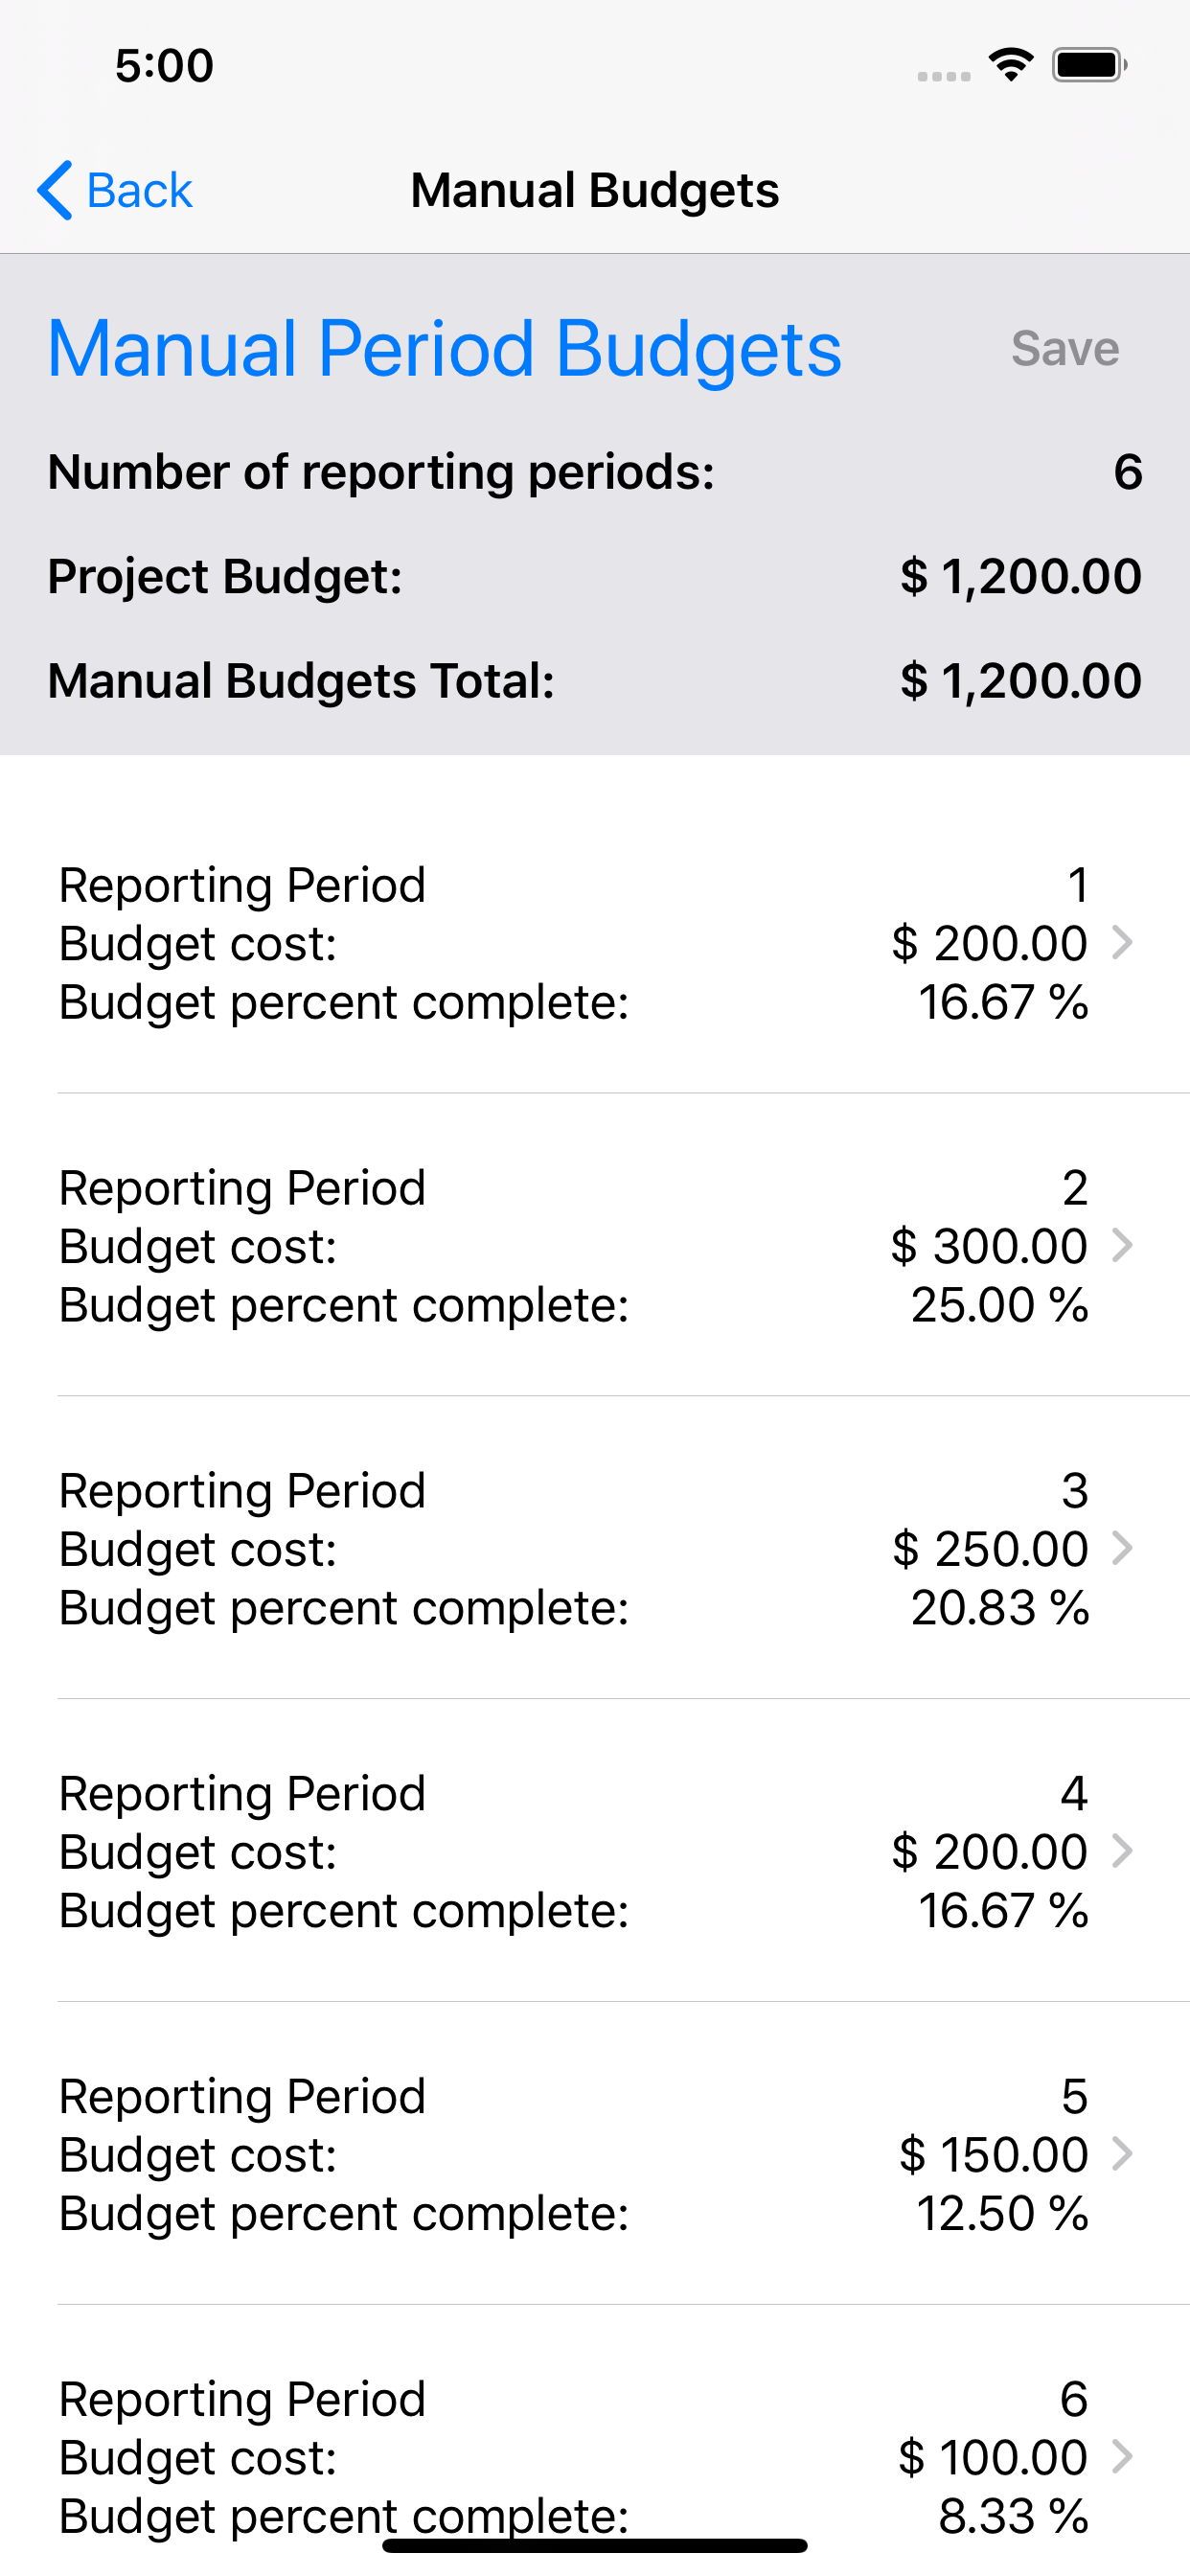 5:00
Back
Manual Budgets
Manual Period Budgets Save
Number of reporting periods: 6
Project Budget: $ 1,200.00
Manual Budgets Total: $ 1,200.00
Reporting Period 1
Budget cost: $ 200.00
Budget percent complete: 16.67 %
Reporting Period 2
Budget cost: $ 300.00
Budget percent complete: 25.00 %
Reporting Period 3
Budget cost: $ 250.00
Budget percent complete: 20.83 %
Reporting Period 4
Budget cost: $ 200.00
Budget percent complete: 16.67 %
Reporting Period 5
Budget cost: $ 150.00
Budget percent complete: 12.50 %
Reporting Period 6
Budget cost: $ 100.00
Budget percent complete: 8.33 %